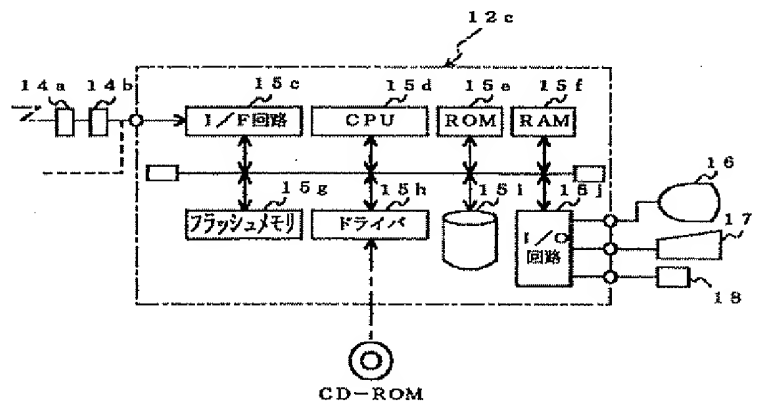 12c
14a 14b 15c 15d 15e 15f
I/F回路 CPU ROM RAM
15g 15h 15i 15j 16
フラッシュメモリ ドライバ I/O回路 17
18
CD-ROM